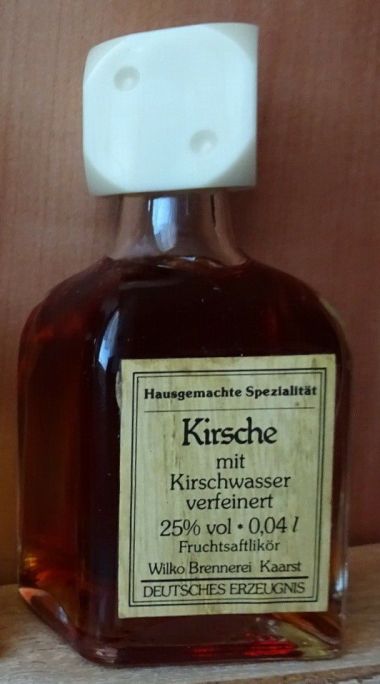 Hausgemachte Spezialität
Kirsche
mit
Kirschwasser
verfeinert
25% vol • 0,04 l
Fruchtsaftlikör
Wilko Brennerei Kaarst
DEUTSCHES ERZEUGNIS